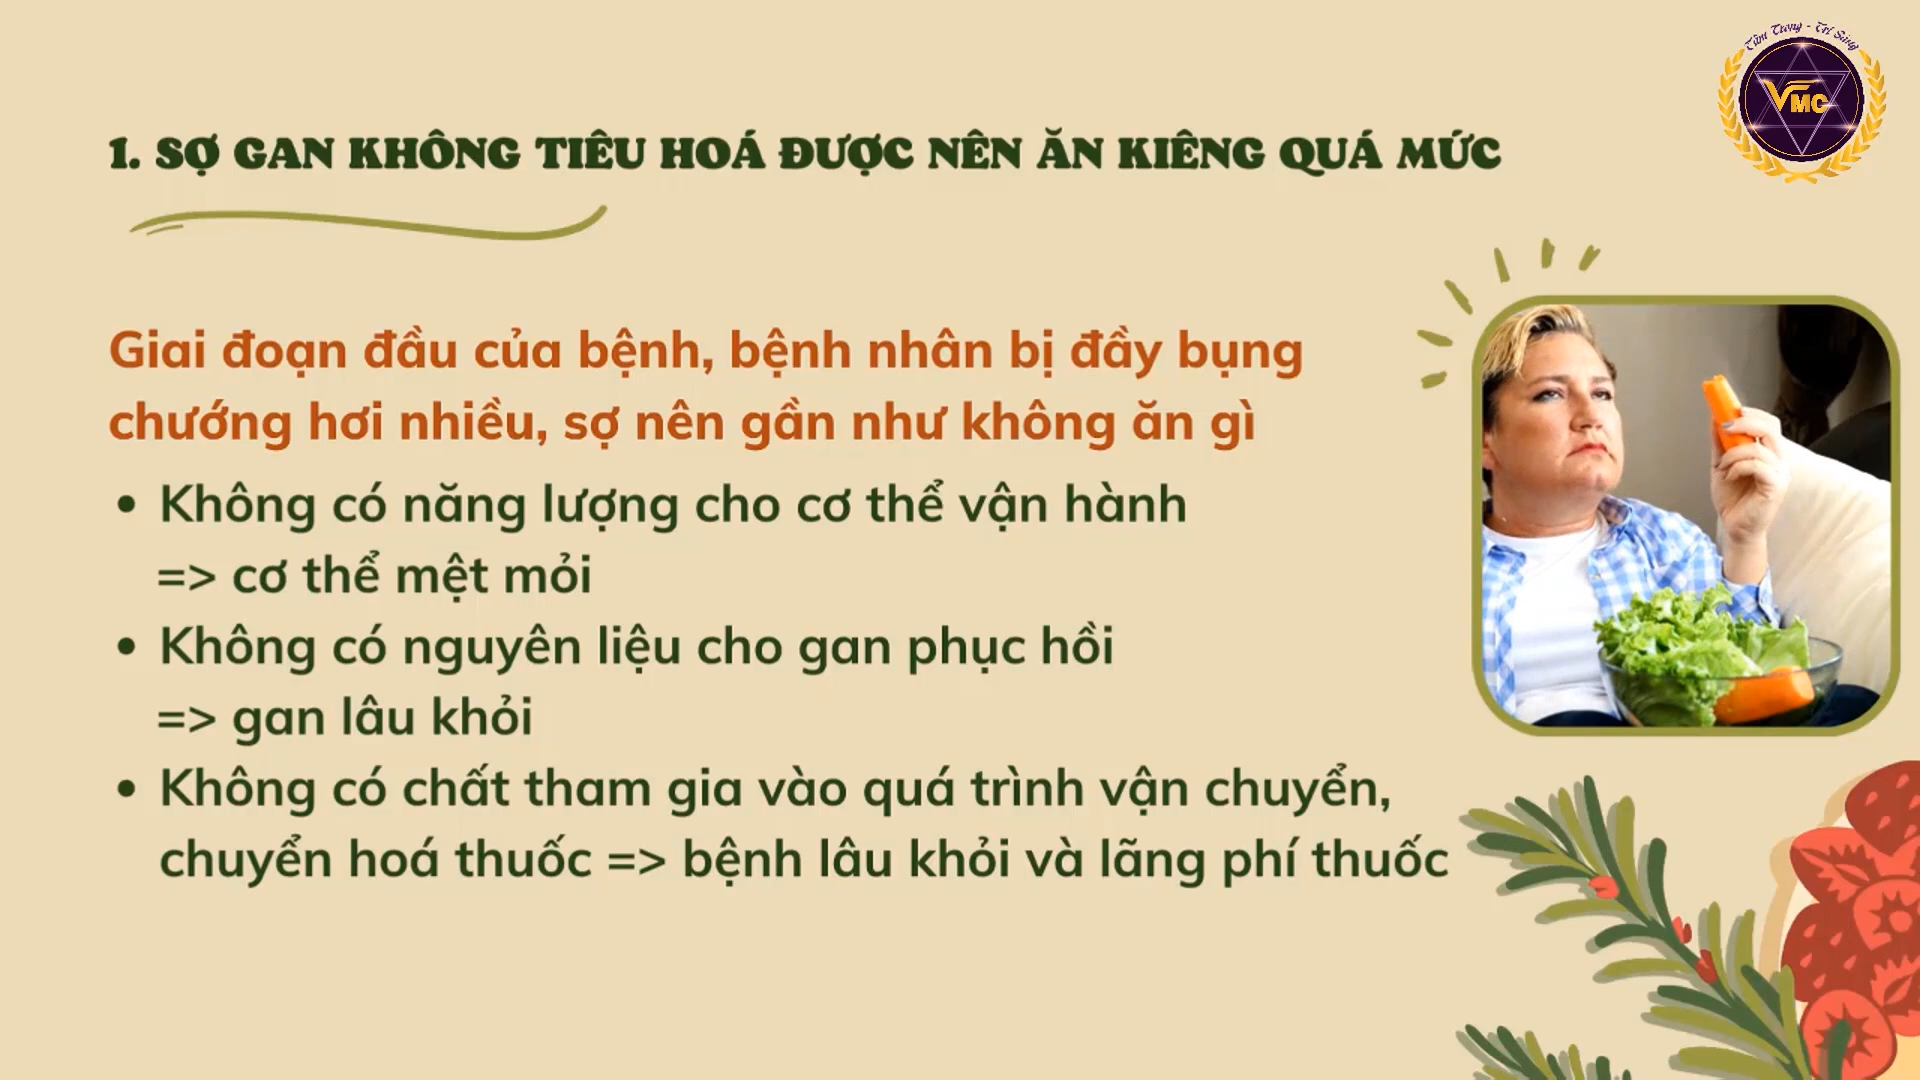 Tâm Trong - Trí Sáng
VMC
1. SỢ GAN KHÔNG TIÊU HOÁ ĐƯỢC NÊN ĂN KIÊNG QUÁ MỨC
Giai đoạn đầu của bệnh, bệnh nhân bị đầy bụng
chướng hơi nhiều, sợ nên gần như không ăn gì
• Không có năng lượng cho cơ thể vận hành
=> cơ thể mệt mỏi
• Không có nguyên liệu cho gan phục hồi
=> gan lâu khỏi
• Không có chất tham gia vào quá trình vận chuyển,
chuyển hoá thuốc => bệnh lâu khỏi và lãng phí thuốc